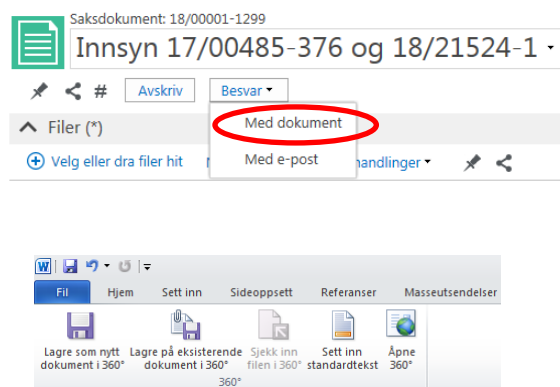 Saksdokument: 18/00001-1299
Innsyn 17/00485-376 og 18/21524-1
# Avskriv Besvar
Med dokument
Filer (*)
Velg eller dra filer hit Med e-post handlinger
W
Fil Hjem Sett inn Sideoppsett Referanser Masseutsendelser
Lagre som nytt Lagre på eksisterende Sjekk inn Sett inn Åpne
dokument i 360° dokument i 360° filen i 360° standardtekst 360°
360°